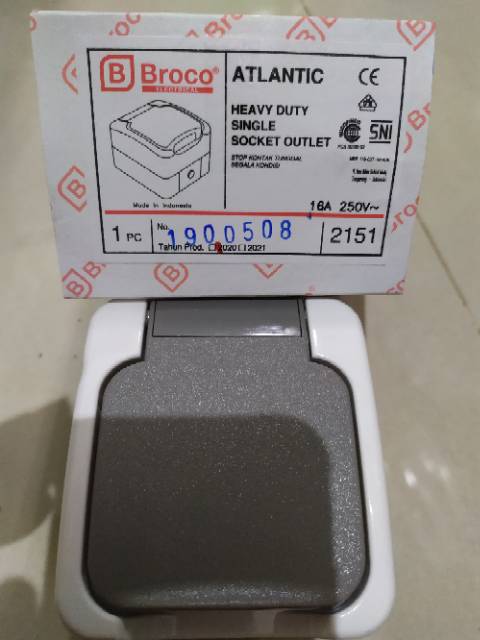 B Broco®
ELECTRICAL
ATLANTIC
CE
HEAVY DUTY
SINGLE
SOCKET OUTLET
STOP KONTAK TUNGGAL
SEGALA KONDISI
SNI
Made in Indonesia
16A 250V~
1 PC
No. 1900508
Tahun Prod. 2020 2021
2151